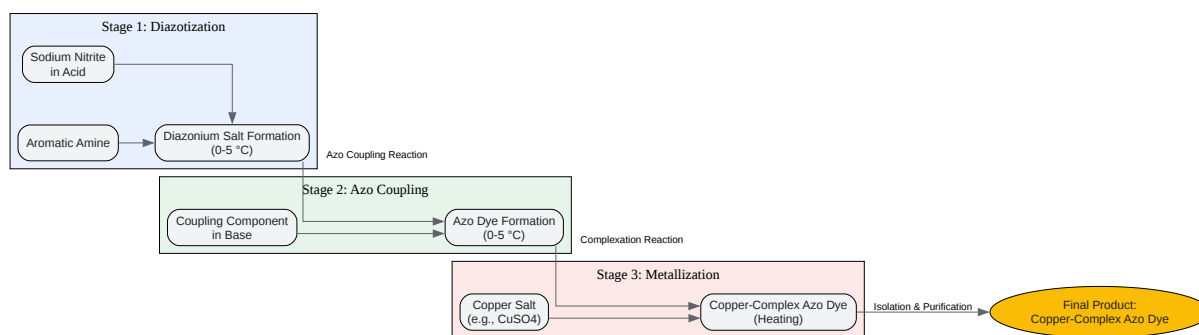 Stage 1: Diazotization
Sodium Nitrite
in Acid
Aromatic Amine
Diazonium Salt Formation
(0-5 °C)
Azo Coupling Reaction
Stage 2: Azo Coupling
Coupling Component
in Base
Azo Dye Formation
(0-5 °C)
Complexation Reaction
Stage 3: Metallization
Copper Salt
(e.g., CuSO4)
Copper-Complex Azo Dye
(Heating)
Isolation & Purification
Final Product:
Copper-Complex Azo Dye